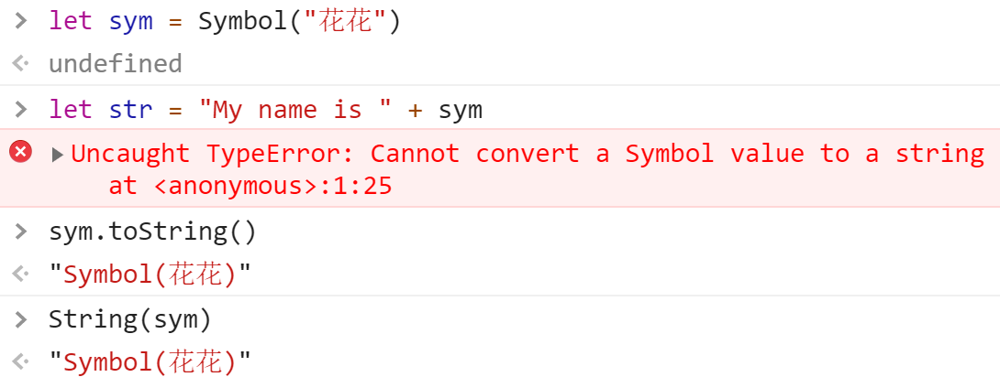 let sym = Symbol("花花")
undefined
let str = "My name is " + sym
Uncaught TypeError: Cannot convert a Symbol value to a string
at <anonymous>:1:25
sym.toString()
"Symbol(花花)"
String(sym)
"Symbol(花花)"